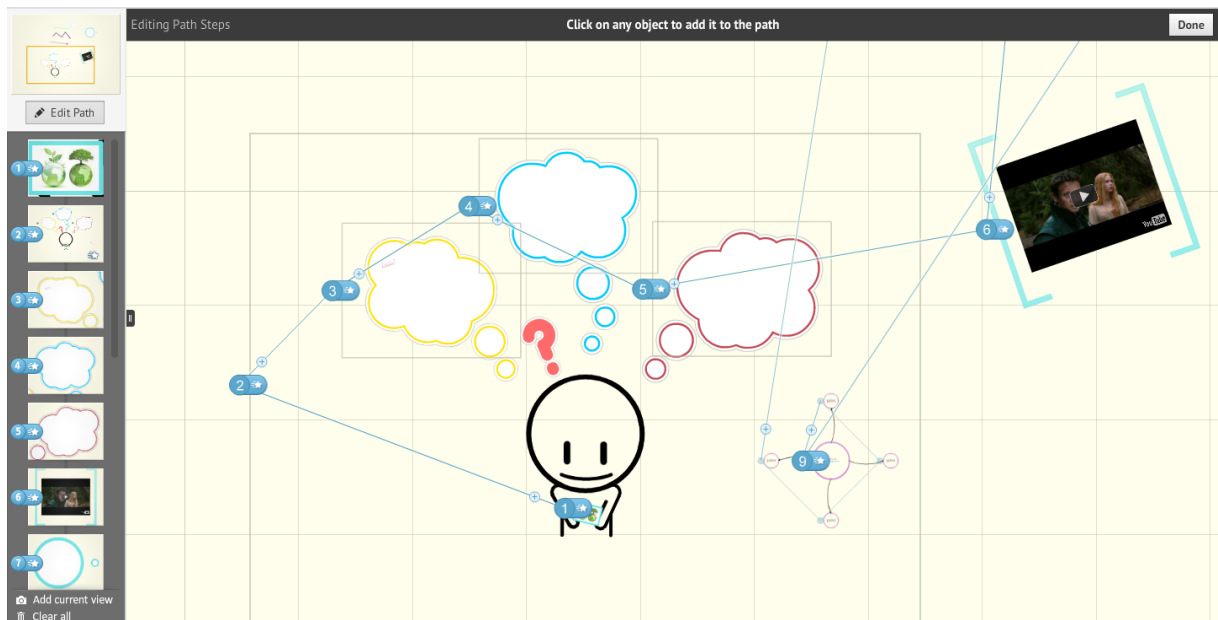 Editing Path Steps
Click on any object to add it to the path
Done
Edit Path
1
2
3
4
5
6
7
Add current view
Clear all
4
3
5
6
2
9
1
YouTube